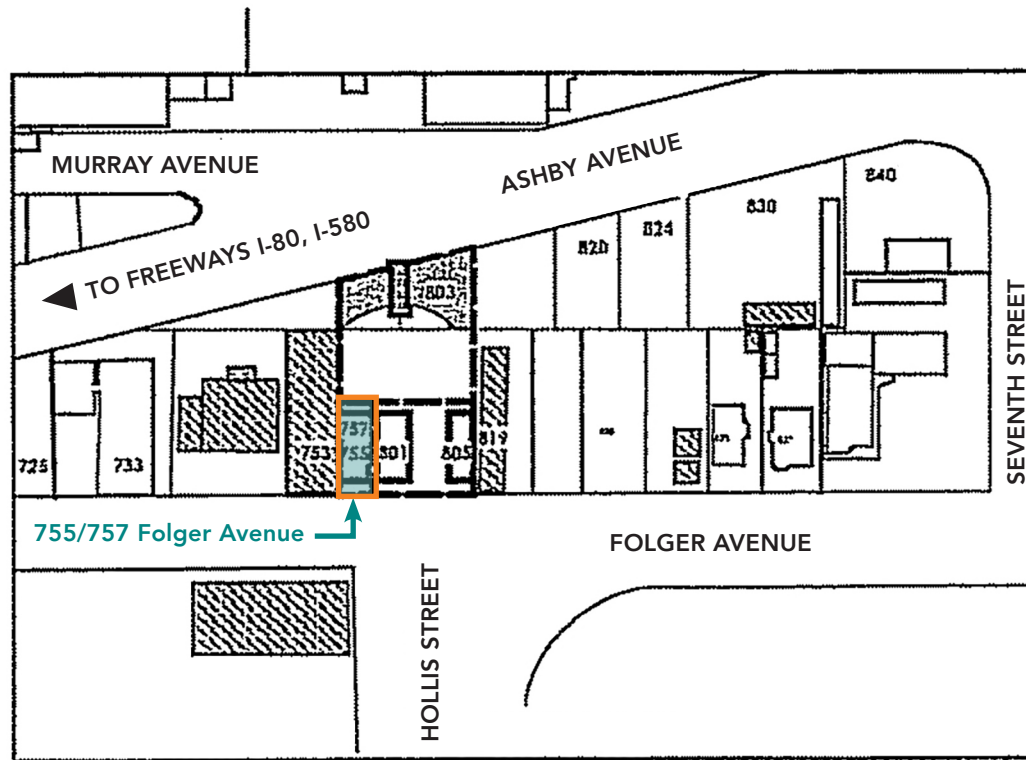 MURRAY AVENUE
ASHBY AVENUE
840
830
824
820
TO FREEWAYS I-80, I-580
803
SEVENTH STREET
725
733
753
757
755
801
805
819
755/757 Folger Avenue
FOLGER AVENUE
HOLLIS STREET